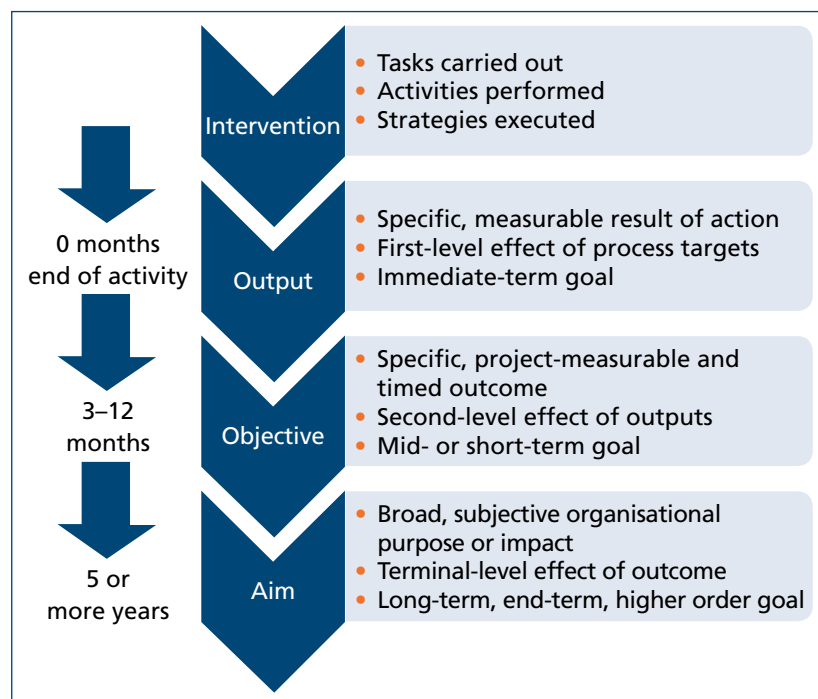 Intervention
• Tasks carried out
• Activities performed
• Strategies executed
0 months
end of activity
Output
• Specific, measurable result of action
• First-level effect of process targets
• Immediate-term goal
3–12
months
Objective
• Specific, project-measurable and
timed outcome
• Second-level effect of outputs
• Mid- or short-term goal
5 or
more years
Aim
• Broad, subjective organisational
purpose or impact
• Terminal-level effect of outcome
• Long-term, end-term, higher order goal